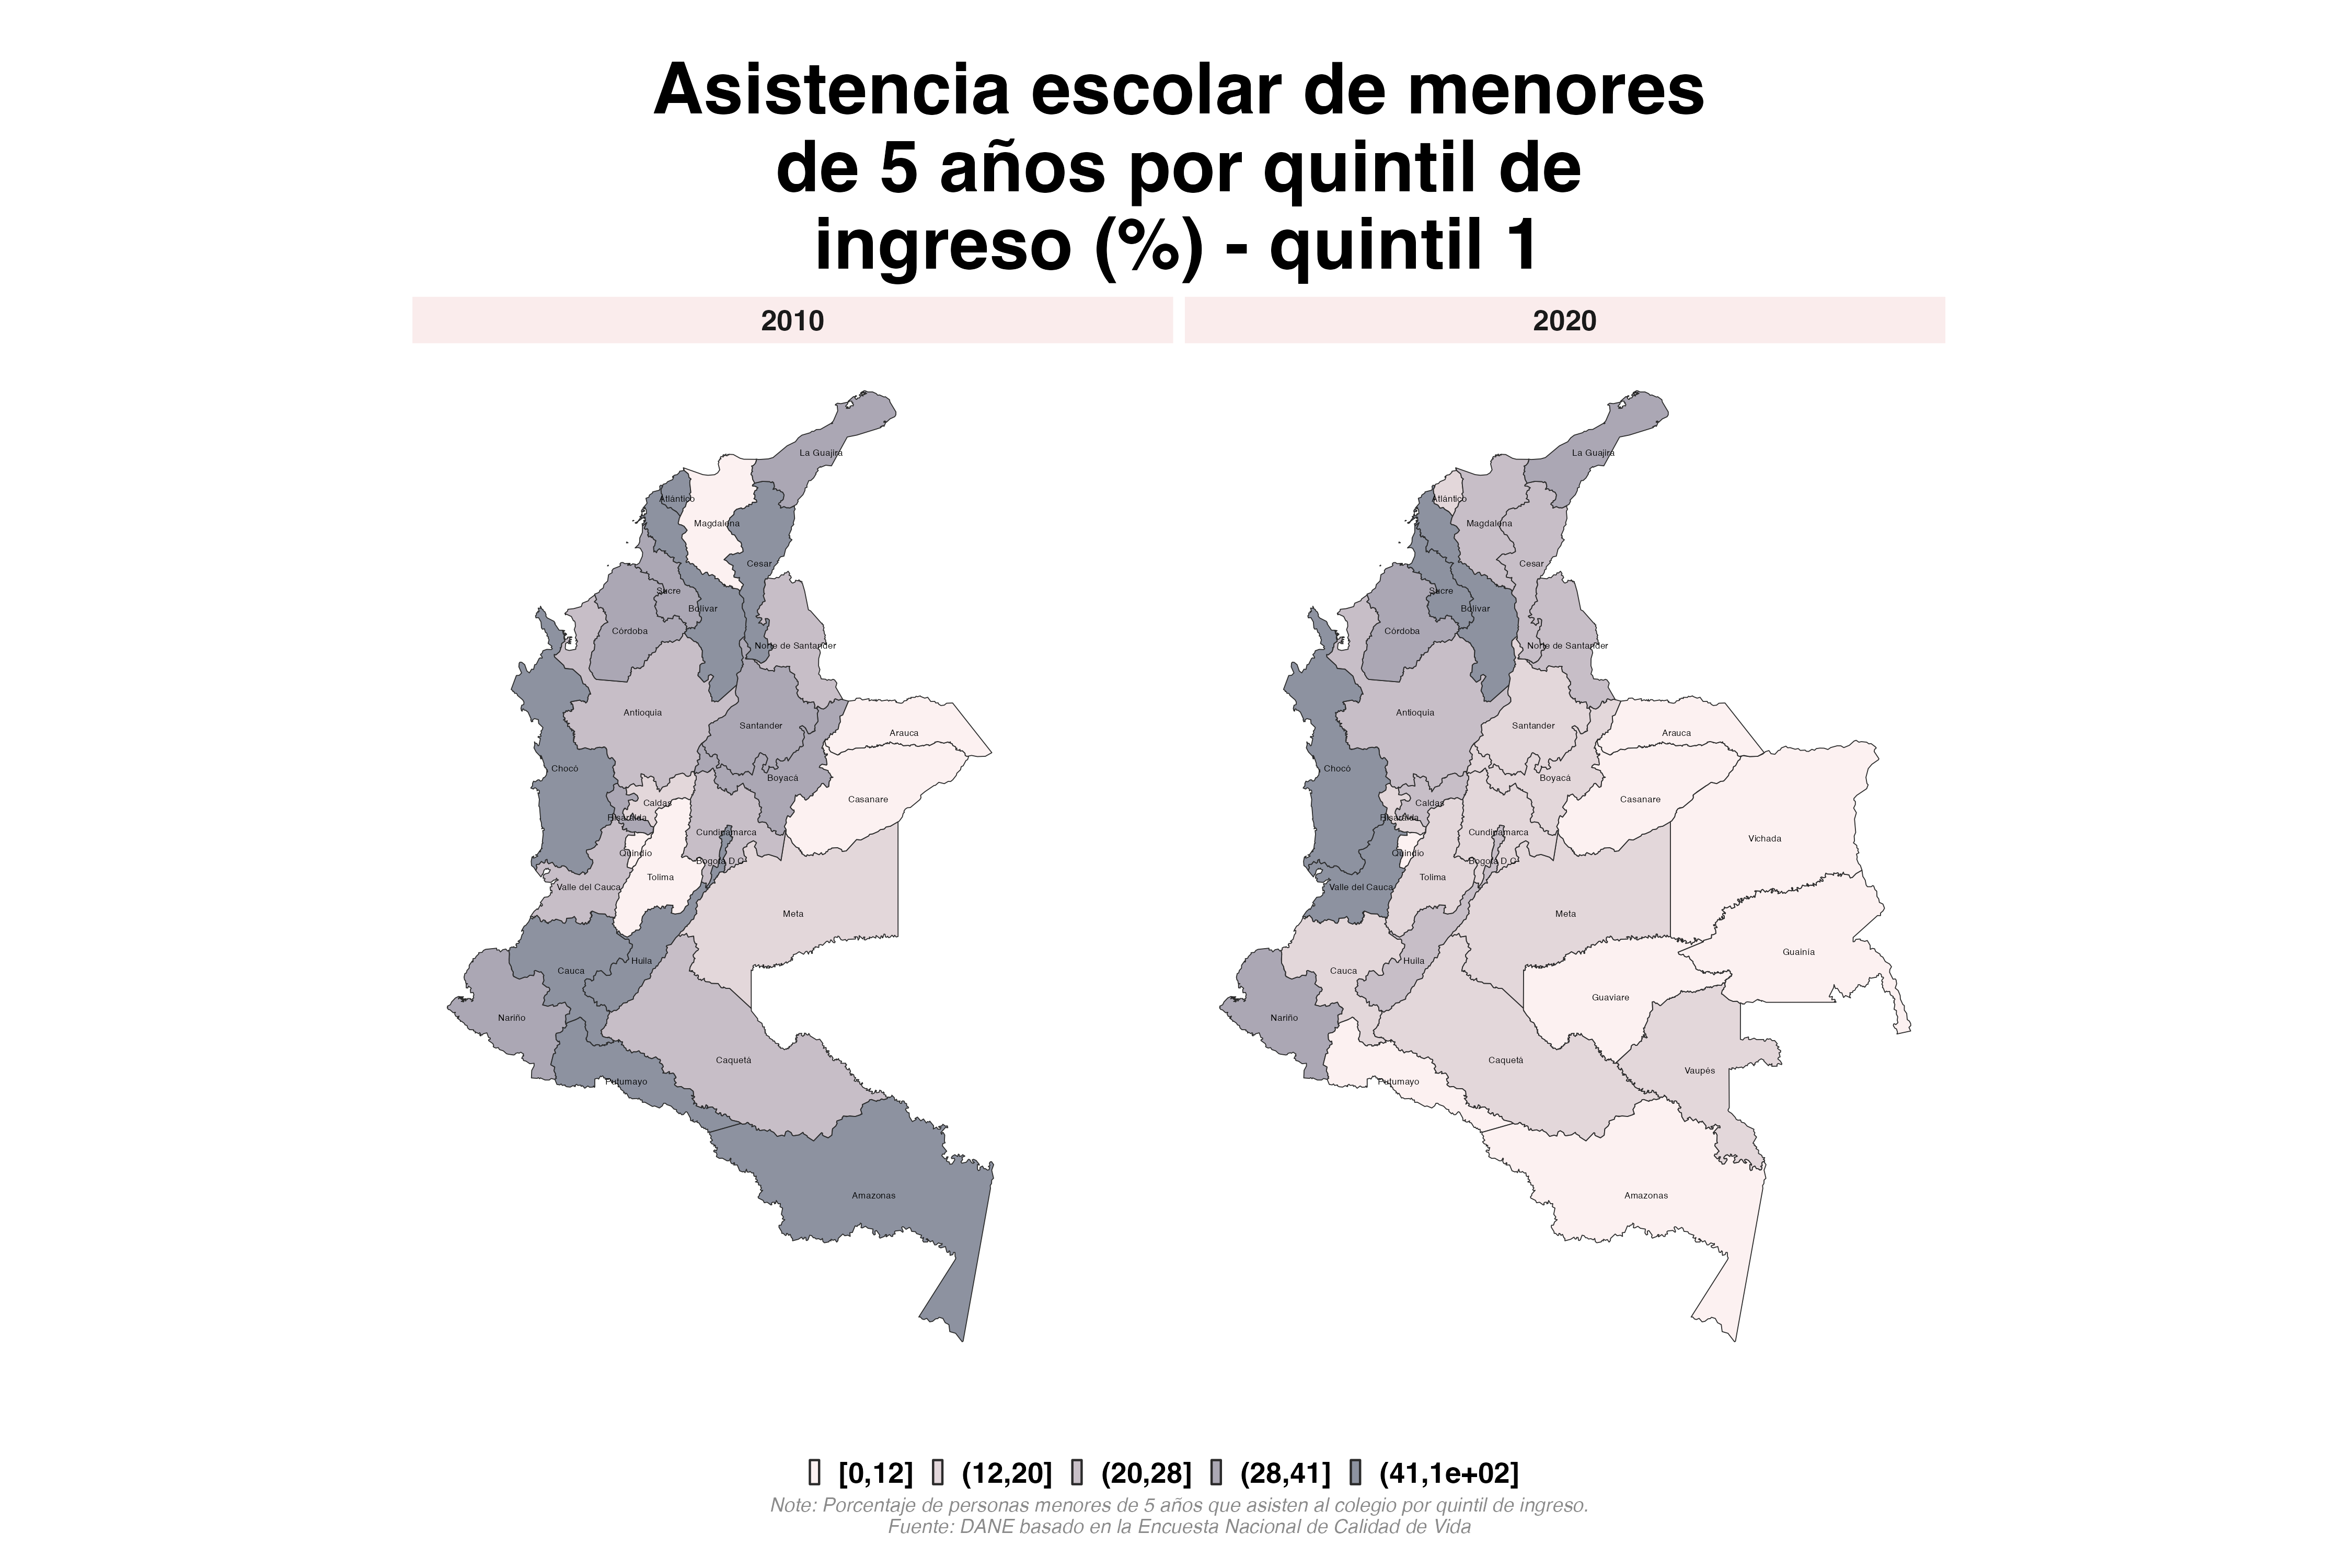 Asistencia escolar de menores
de 5 años por quintil de
ingreso (%) - quintil 1
2010
2020
La Guajira
Atlántico
Magdalena
Cesar
Sucre
Bolívar
Córdoba
Norte de Santander
Antioquia
Santander
Arauca
Chocó
Boyacá
Casanare
Caldas
Risaralda
Cundinamarca
Quindío
Bogotá D.C.
Tolima
Valle del Cauca
Meta
Huila
Cauca
Nariño
Caquetá
Putumayo
Amazonas
La Guajira
Atlántico
Magdalena
Cesar
Sucre
Bolívar
Córdoba
Norte de Santander
Antioquia
Santander
Arauca
Chocó
Boyacá
Casanare
Caldas
Risaralda
Cundinamarca
Vichada
Quindío
Bogotá D.C.
Tolima
Valle del Cauca
Meta
Guainía
Huila
Cauca
Guaviare
Nariño
Caquetá
Vaupés
Putumayo
Amazonas
[0,12] (12,20] (20,28] (28,41] (41,1e+02]
Note: Porcentaje de personas menores de 5 años que asisten al colegio por quintil de ingreso.
Fuente: DANE basado en la Encuesta Nacional de Calidad de Vida